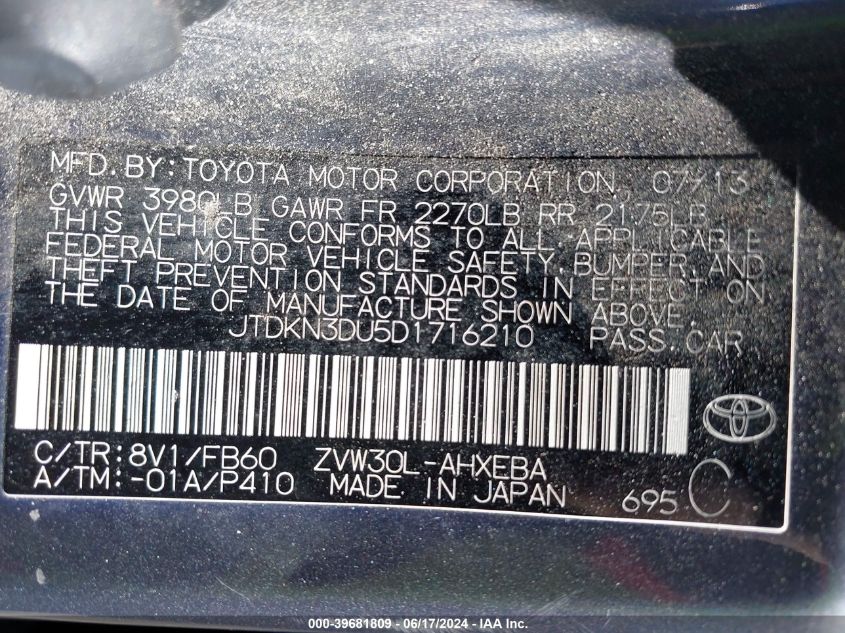 MFD. BY: TOYOTA MOTOR CORPORATION 07/13
GVWR 3980LB GAWR FR 2270LB RR 2175LB
THIS VEHICLE CONFORMS TO ALL APPLICABLE
FEDERAL MOTOR VEHICLE SAFETY, BUMPER, AND
THEFT PREVENTION STANDARDS IN EFFECT ON
THE DATE OF MANUFACTURE SHOWN ABOVE.
JTDKN3DU5D1716210 PASS. CAR
C/TR: 8V1/FB60 ZVW30L-AHXEBA
A/TM: -01A/P410 MADE IN JAPAN 695 C
000-39681809 - 06/17/2024 - IAA Inc.